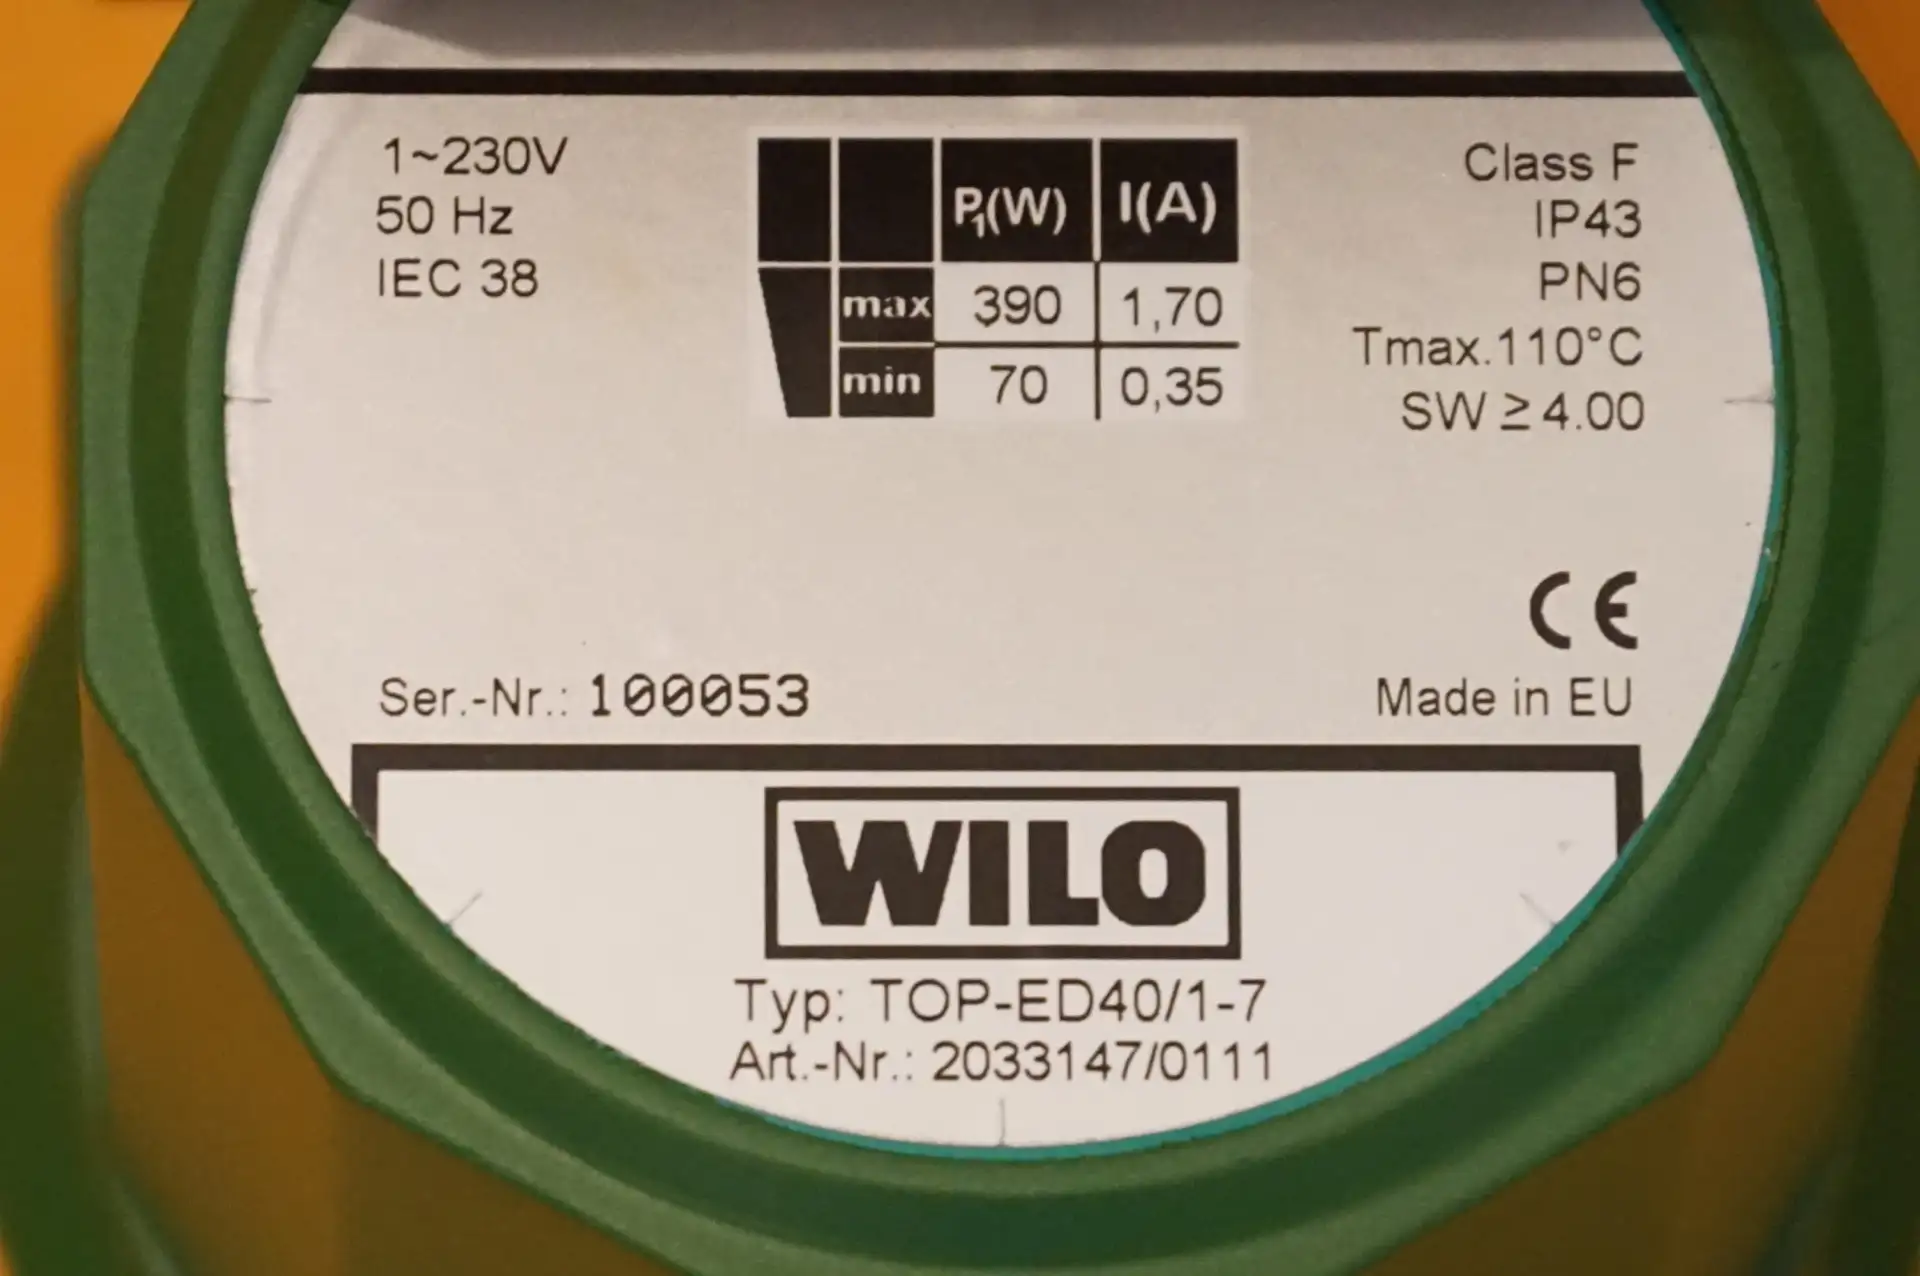 1~230V
50 Hz
IEC 38
P₁(W) I(A)
max 390 1,70
min 70 0,35
Class F
IP43
PN6
Tmax.110°C
SW ≥ 4.00
CE
Ser.-Nr.: 100053
Made in EU
WILO
Typ: TOP-ED40/1-7
Art.-Nr.: 2033147/0111